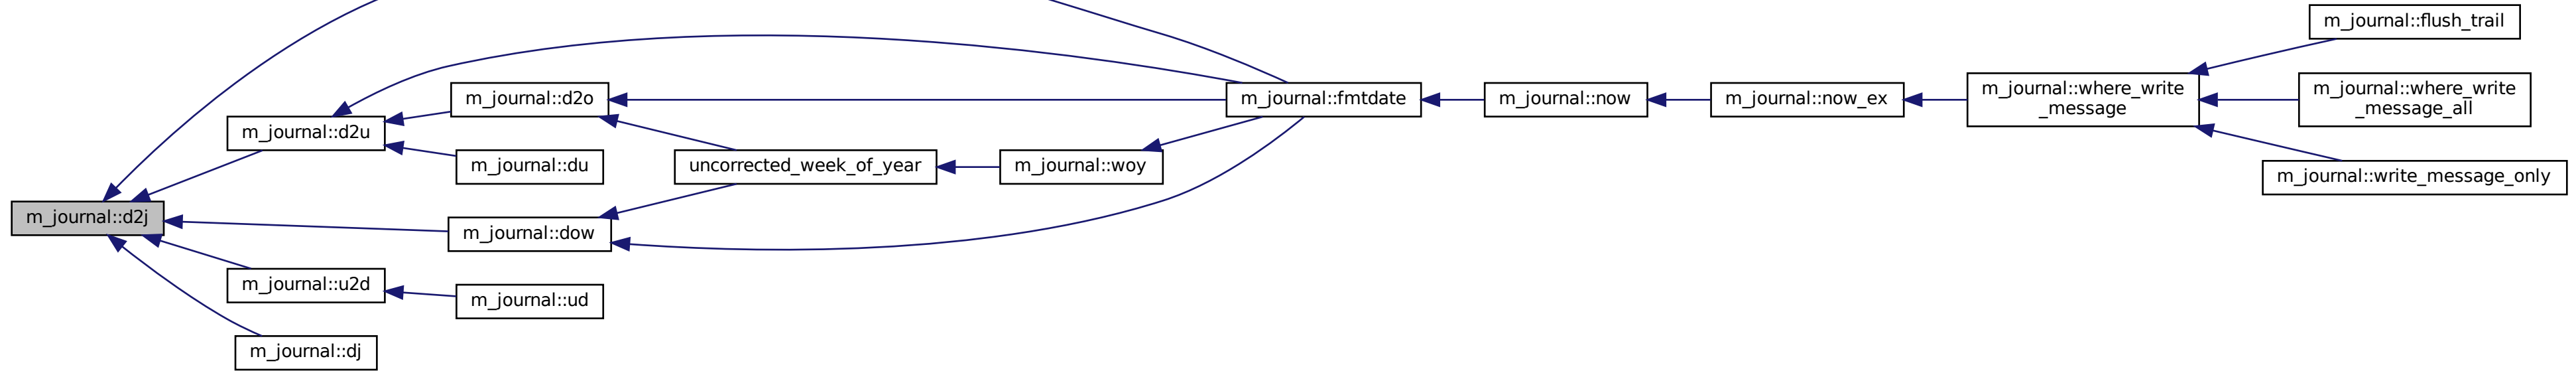 m_journal::flush_trail
m_journal::d2o
m_journal::fmtdate
m_journal::now
m_journal::now_ex
m_journal::where_write
_message
m_journal::where_write
_message_all
m_journal::d2u
m_journal::du
uncorrected_week_of_year
m_journal::woy
m_journal::write_message_only
m_journal::d2j
m_journal::dow
m_journal::u2d
m_journal::ud
m_journal::dj